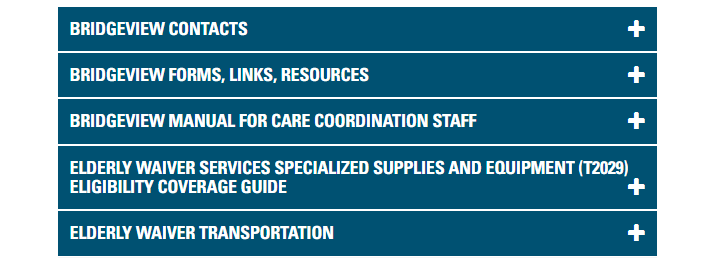 BRIDGEVIEW CONTACTS
BRIDGEVIEW FORMS, LINKS, RESOURCES
BRIDGEVIEW MANUAL FOR CARE COORDINATION STAFF
ELDERLY WAIVER SERVICES SPECIALIZED SUPPLIES AND EQUIPMENT (T2029)
ELIGIBILITY COVERAGE GUIDE
ELDERLY WAIVER TRANSPORTATION